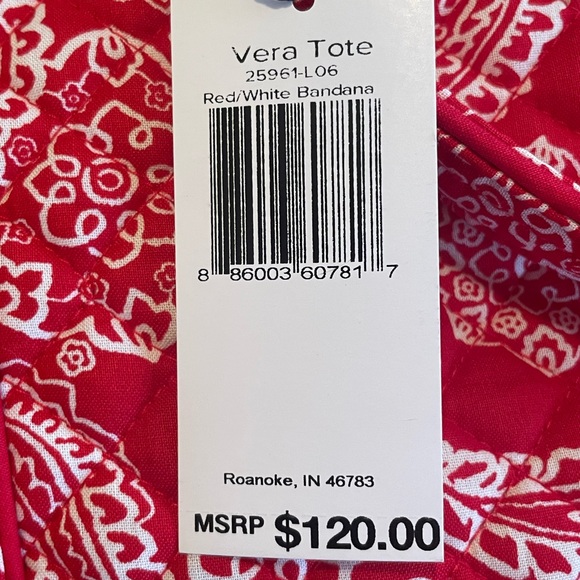 Vera Tote
25961-L06
Red/White Bandana
8 86003 60781 7
Roanoke, IN 46783
MSRP $120.00